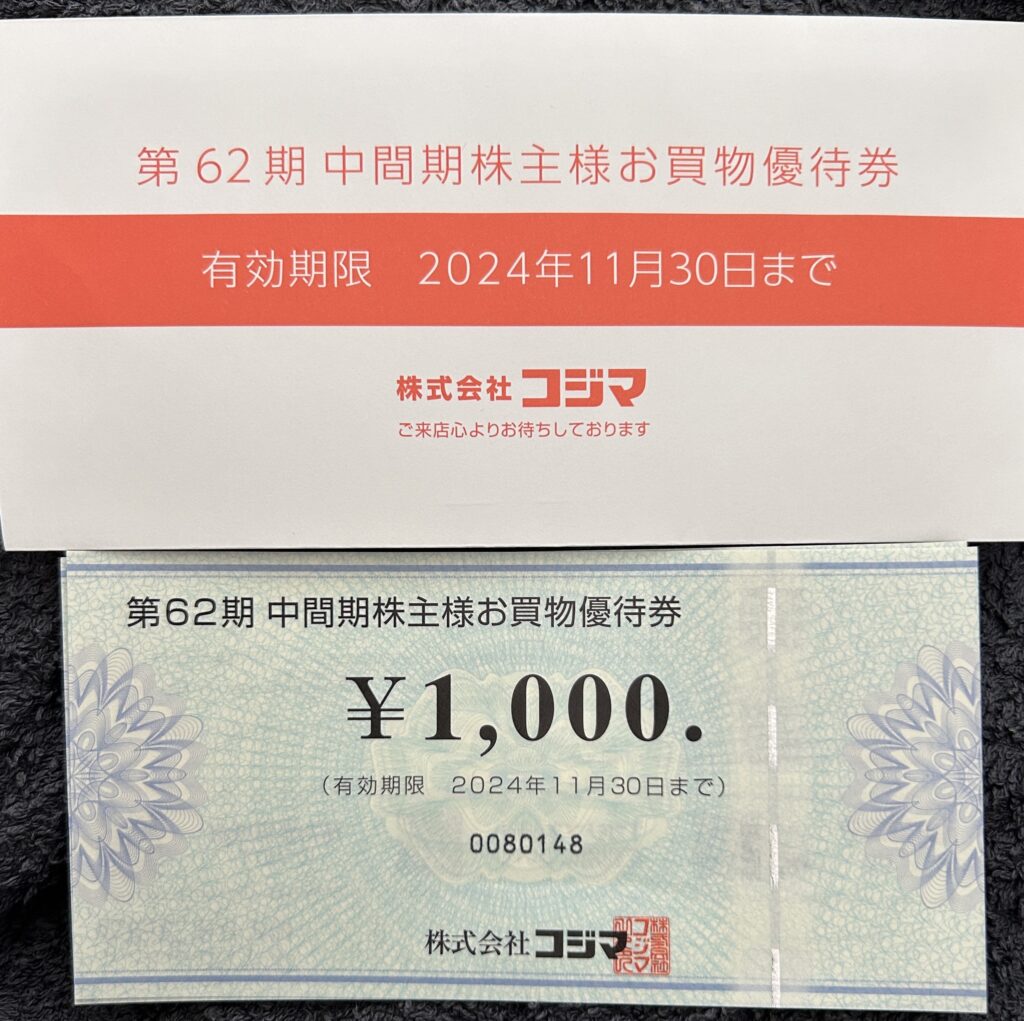 第62期 中間期株主様お買物優待券
有効期限　2024年11月30日まで
株式会社 コジマ
ご来店心よりお待ちしております
第62期 中間期株主様お買物優待券
¥1,000.
（有効期限　2024年11月30日まで）
0080148
株式会社 コジマ